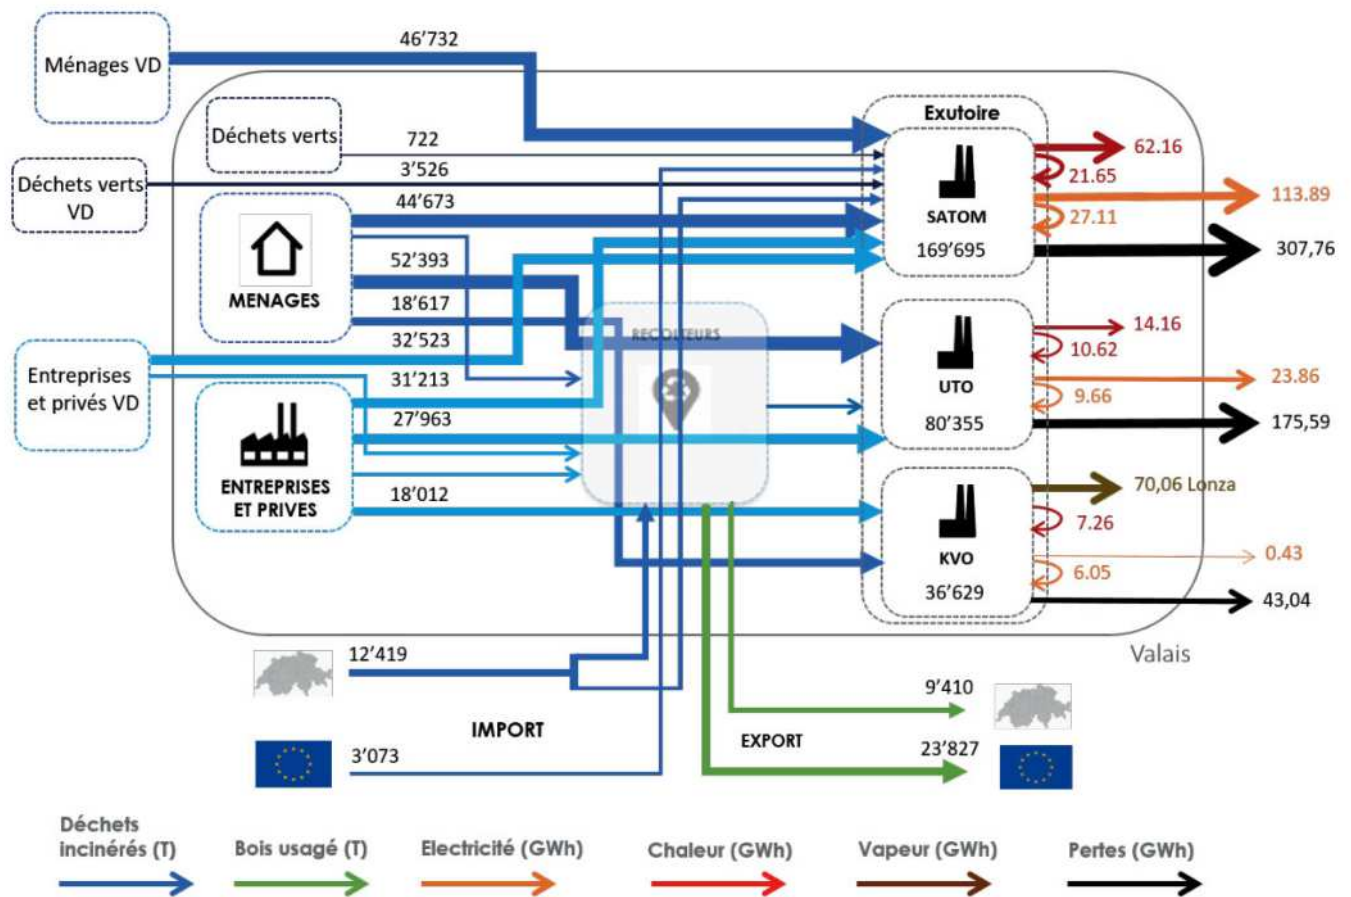 46’732
Ménages VD
Exutoire
Déchets verts
722
62.16
3’526
21.65
Déchets verts
VD
44’673
SATOM
113.89
27.11
169’695
307,76
52’393
MENAGES
18’617
RECOLTEURS
14.16
32’523
10.62
Entreprises
et privés VD
31’213
UTO
23.86
9.66
27’963
80’355
175,59
ENTREPRISES
ET PRIVES
18’012
70,06 Lonza
7.26
KVO
0.43
6.05
36’629
43,04
Valais
12’419
9’410
IMPORT
EXPORT
3’073
23’827
Déchets
incinérés (T)
Bois usagé (T)
Electricité (GWh)
Chaleur (GWh)
Vapeur (GWh)
Pertes (GWh)